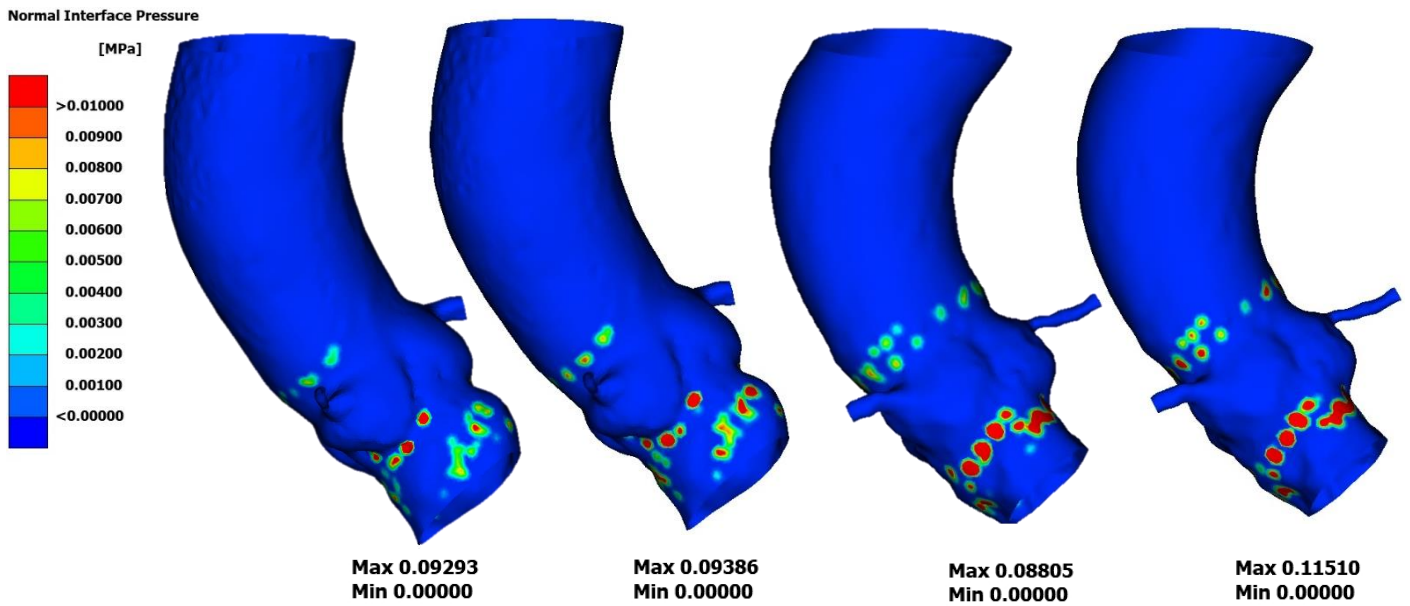 Normal Interface Pressure
[MPa]
>0.01000
0.00900
0.00800
0.00700
0.00600
0.00500
0.00400
0.00300
0.00200
0.00100
<0.00000
Max 0.09293
Min 0.00000
Max 0.09386
Min 0.00000
Max 0.08805
Min 0.00000
Max 0.11510
Min 0.00000